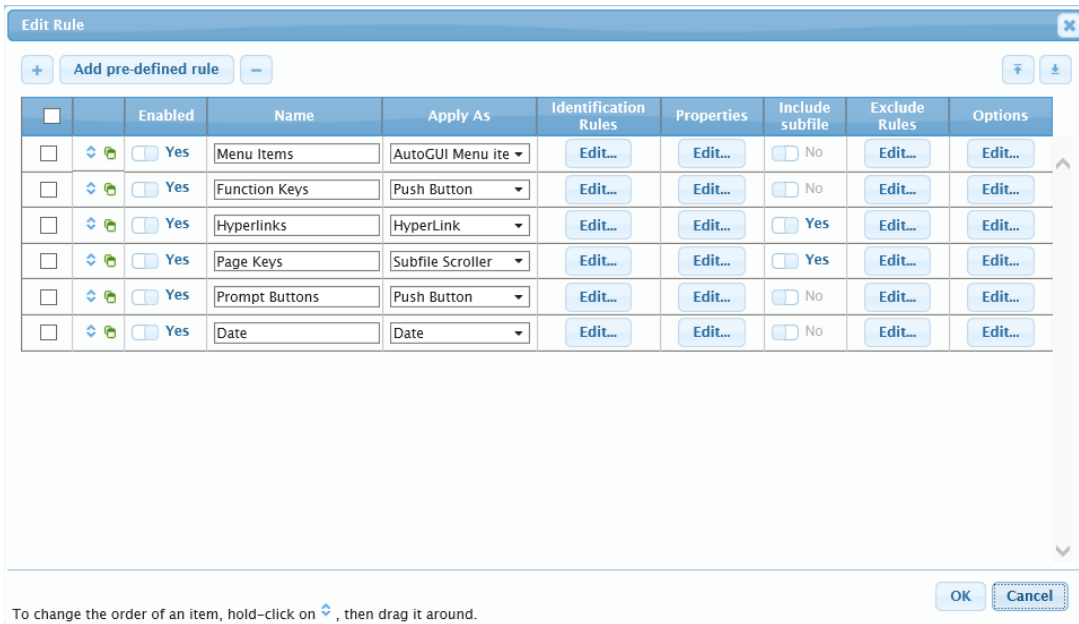 Edit Rule
+ Add pre-defined rule −
Enabled Name Apply As Identification Rules Properties Include subfile Exclude Rules Options
Yes Menu Items AutoGUI Menu ite Edit... Edit... No Edit... Edit...
Yes Function Keys Push Button Edit... Edit... No Edit... Edit...
Yes Hyperlinks HyperLink Edit... Edit... Yes Edit... Edit...
Yes Page Keys Subfile Scroller Edit... Edit... Yes Edit... Edit...
Yes Prompt Buttons Push Button Edit... Edit... No Edit... Edit...
Yes Date Date Edit... Edit... No Edit... Edit...
OK Cancel
To change the order of an item, hold-click on , then drag it around.